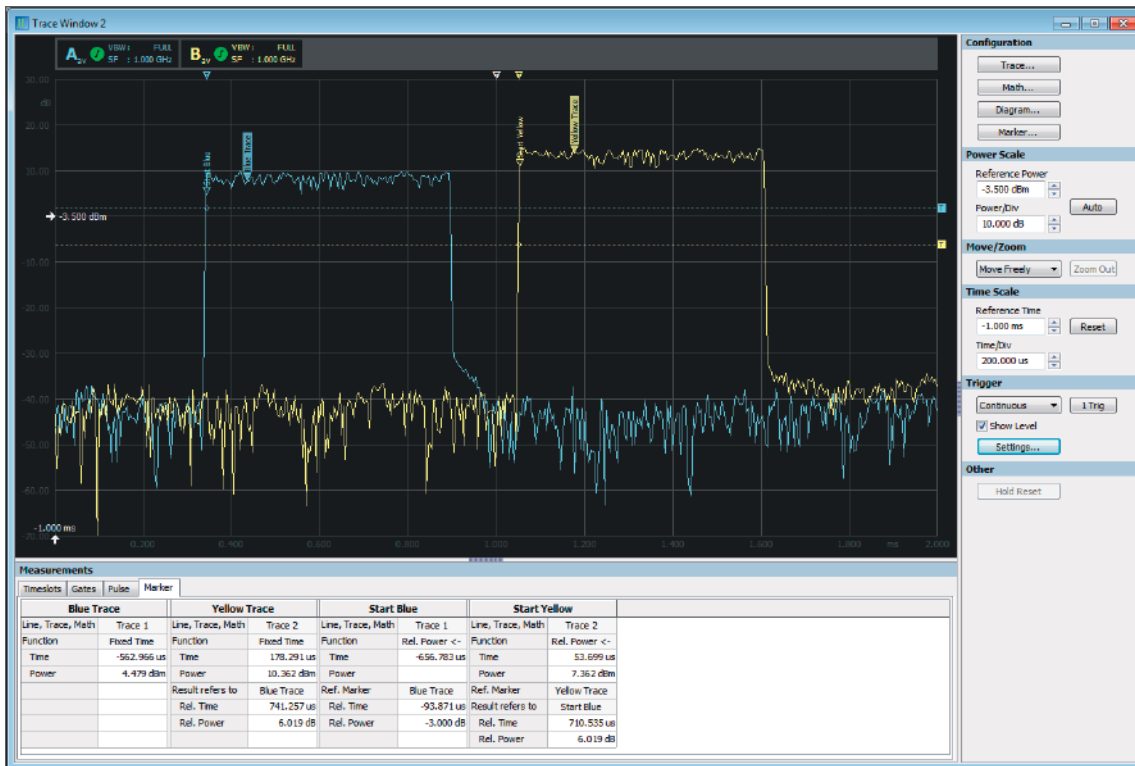 Trace Window 2
A2v VBW: FULL SF : 1.000 GHz
B2v VBW: FULL SF : 1.000 GHz
30.00
dB
20.00
10.00
-3.500 dBm
-10.00
-20.00
-30.00
-40.00
-50.00
-60.00
-70.00
Start Blue
Blue Trace
Start Yellow
Yellow Trace
T
T
-1.000 ms
0.200 0.400 0.600 0.800 1.000 1.200 1.400 1.600 ms 2.000
Configuration
Trace...
Math...
Diagram...
Marker...
Power Scale
Reference Power
-3.500 dBm
Power/Div
10.000 dB
Auto
Move/Zoom
Move Freely Zoom Out
Time Scale
Reference Time
-1.000 ms
Reset
Time/Div
200.000 us
Trigger
Continuous 1 Trig
Show Level
Settings...
Other
Hold Reset
Measurements
Timeslots Gates Pulse Marker
Blue Trace Yellow Trace Start Blue Start Yellow
Line, Trace, Math Trace 1 Line, Trace, Math Trace 2 Line, Trace, Math Trace 1 Line, Trace, Math Trace 2
Function Fixed Time Function Fixed Time Function Rel. Power <- Function Rel. Power <-
Time -562.966 us Time 178.291 us Time -656.783 us Time 53.699 us
Power 4.479 dBm Power 10.362 dBm Power 7.362 dBm
Result refers to Blue Trace Ref. Marker Blue Trace Ref. Marker Yellow Trace
Rel. Time 741.257 us Rel. Time -93.871 us Result refers to Start Blue
Rel. Power 6.019 dB Rel. Power -3.000 dB Rel. Time 710.535 us
Rel. Power 6.019 dB